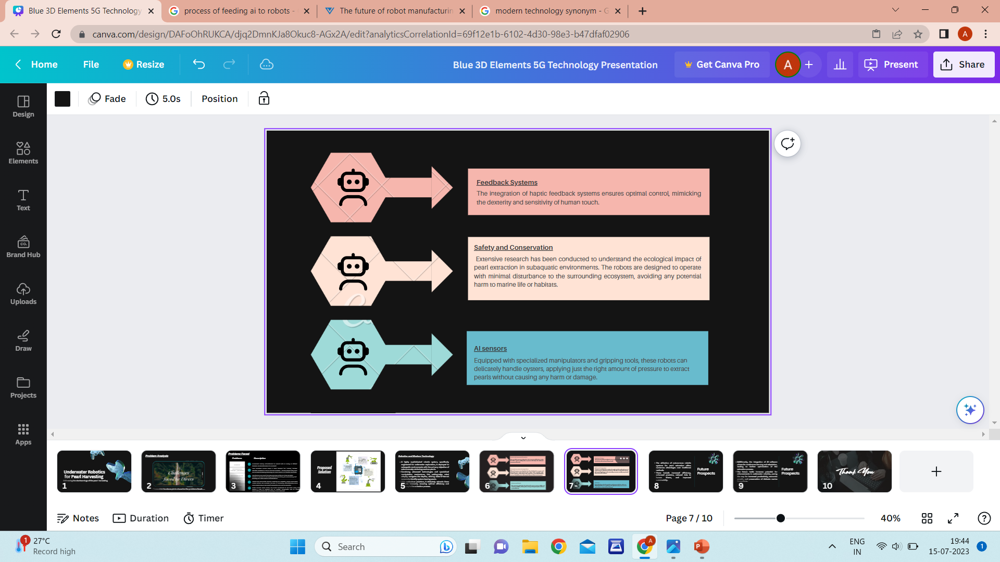 Blue 3D Elements 5G Technology
process of feeding ai to robots -
The future of robot manufacturin
modern technology synonym - G
canva.com/design/DAFoOhRUKCA/djq2DmnKJa8Okuc8-AGx2A/edit?analyticsCorrelationId=69f12e1b-6102-4d30-98e3-b47dfaf02906
A
Home
File
Resize
Blue 3D Elements 5G Technology Presentation
Get Canva Pro
A
Present
Share
Fade
5.0s
Position
Design
Elements
Text
CO.
Brand Hub
Uploads
Draw
Projects
Apps
Feedback Systems
The integration of haptic feedback systems ensures optimal control, mimicking
the dexterity and sensitivity of human touch.
Safety and Conservation
Extensive research has been conducted to understand the ecological impact of
pearl extraction in subaquatic environments. The robots are designed to operate
with minimal disturbance to the surrounding ecosystem, avoiding any potential
harm to marine life or habitats.
AI sensors
Equipped with specialized manipulators and gripping tools, these robots can
delicately handle oysters, applying just the right amount of pressure to extract
pearls without causing any harm or damage.
Underwater Robotics
for Pearl Harvesting
1
Problem Analysis
Challenges
faced by Divers
2
Problems Faced
Problems
Description
3
Proposed
Solution
4
Robotics and Modern Technology
5
6
7
Future
Prospects
8
Future
Prospects
9
Thank You
10
Notes
Duration
Timer
Page 7 / 10
40%
1
27°C
Record high
Search
A
P
ENG
IN
19:44
15-07-2023
1